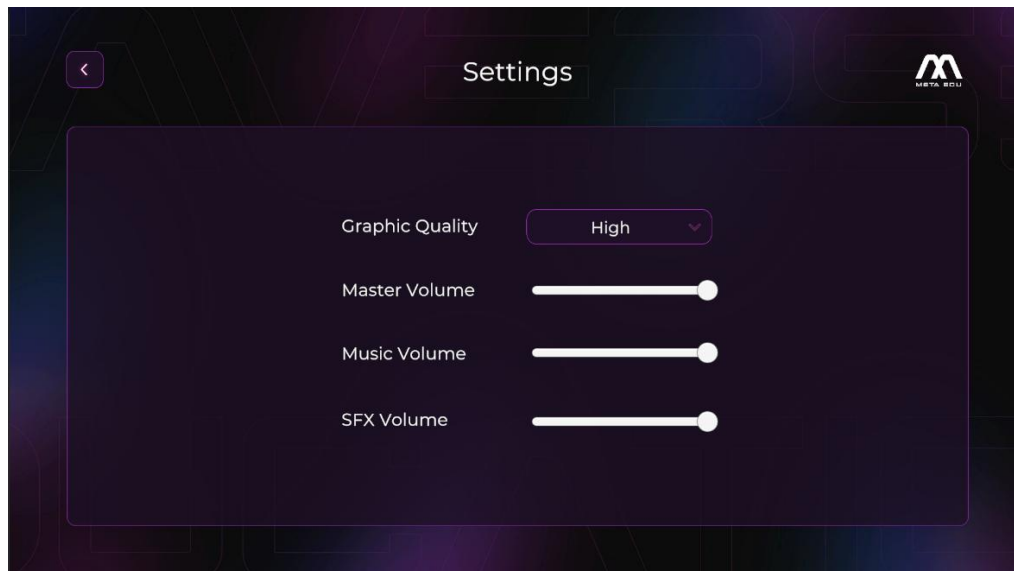 Settings
META EDU
Graphic Quality High
Master Volume
Music Volume
SFX Volume